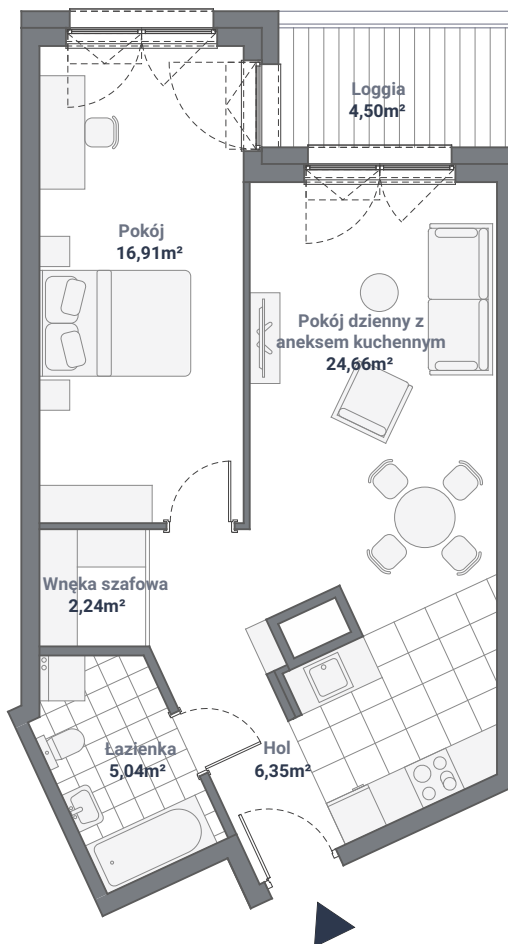 Loggia
4,50m²
Pokój
16,91m²
Pokój dzienny z
aneksem kuchennym
24,66m²
Wnęka szafowa
2,24m²
Łazienka
5,04m²
Hol
6,35m²